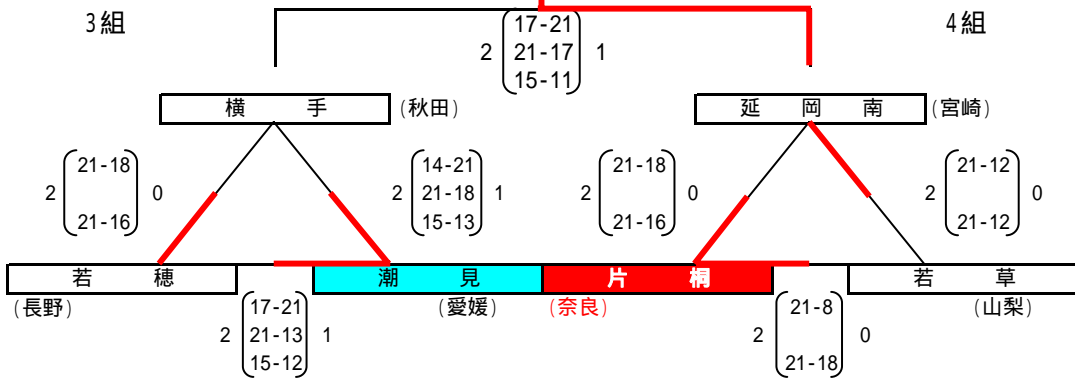 3組
4組
17-21
2 21-17 1
15-11
横手 (秋田)
延岡南 (宮崎)
21-18
2 0
21-16
14-21
2 21-18 1
15-13
21-18
2 0
21-16
21-12
2 0
21-12
若穂
潮見
片桐
若草
(長野)
(愛媛)
(奈良)
(山梨)
17-21
2 21-13 1
15-12
21-8
2 0
21-18